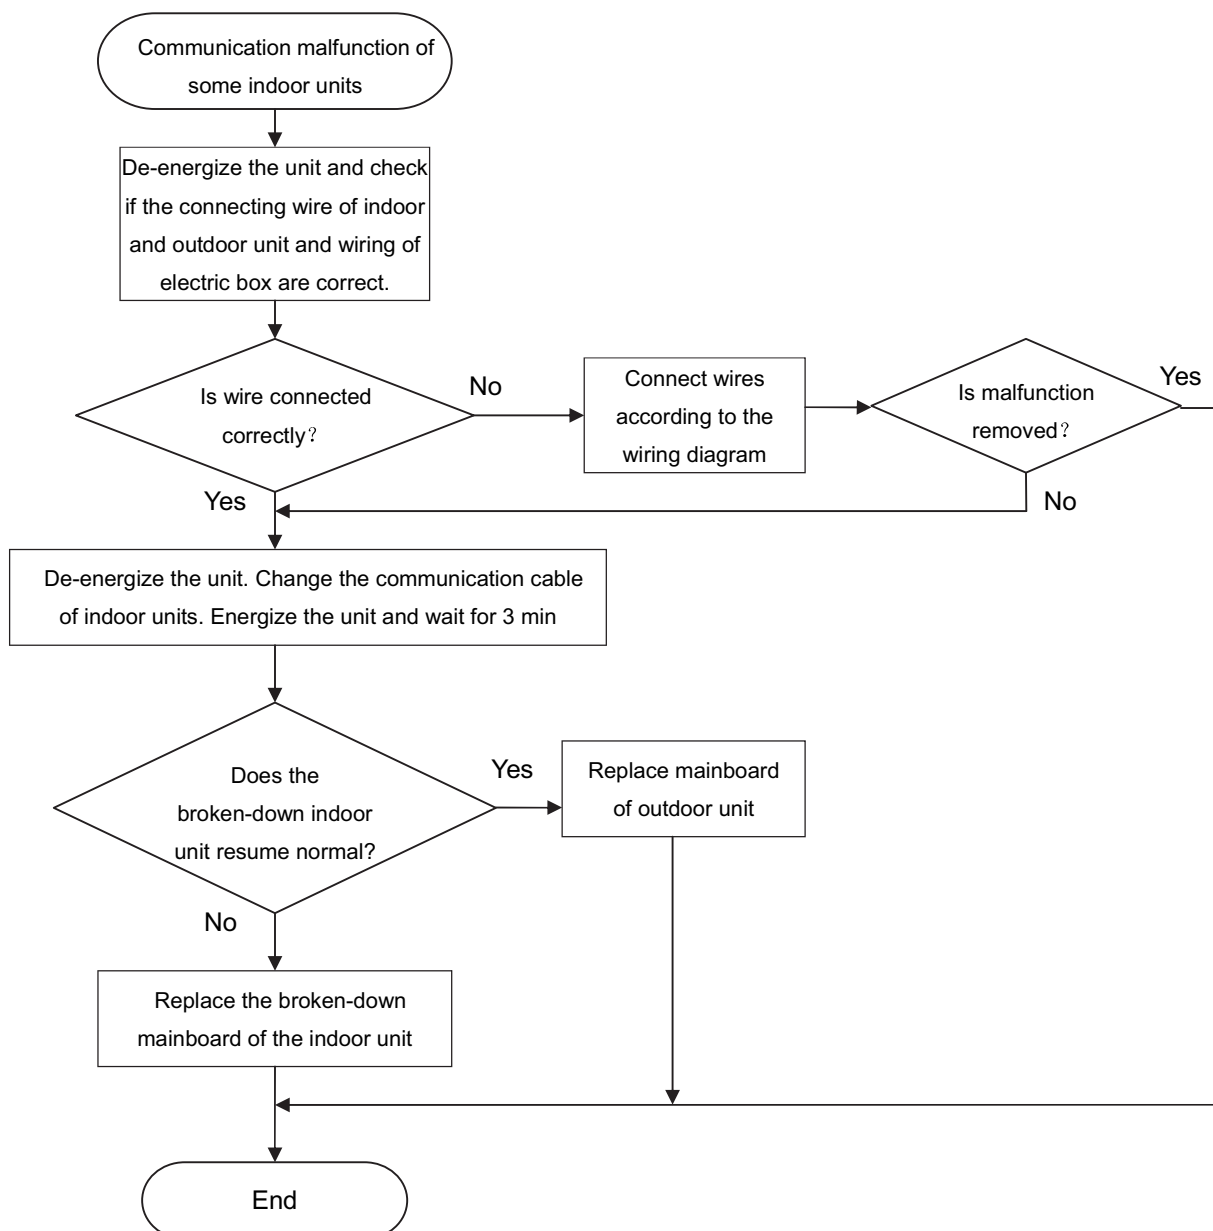 Communication malfunction of
some indoor units
De-energize the unit and check
if the connecting wire of indoor
and outdoor unit and wiring of
electric box are correct.
Is wire connected
correctly？
No
Connect wires
according to the
wiring diagram
Is malfunction
removed？
Yes
Yes
No
De-energize the unit. Change the communication cable
of indoor units. Energize the unit and wait for 3 min
Does the
broken-down indoor
unit resume normal?
Yes
Replace mainboard
of outdoor unit
No
Replace the broken-down
mainboard of the indoor unit
End